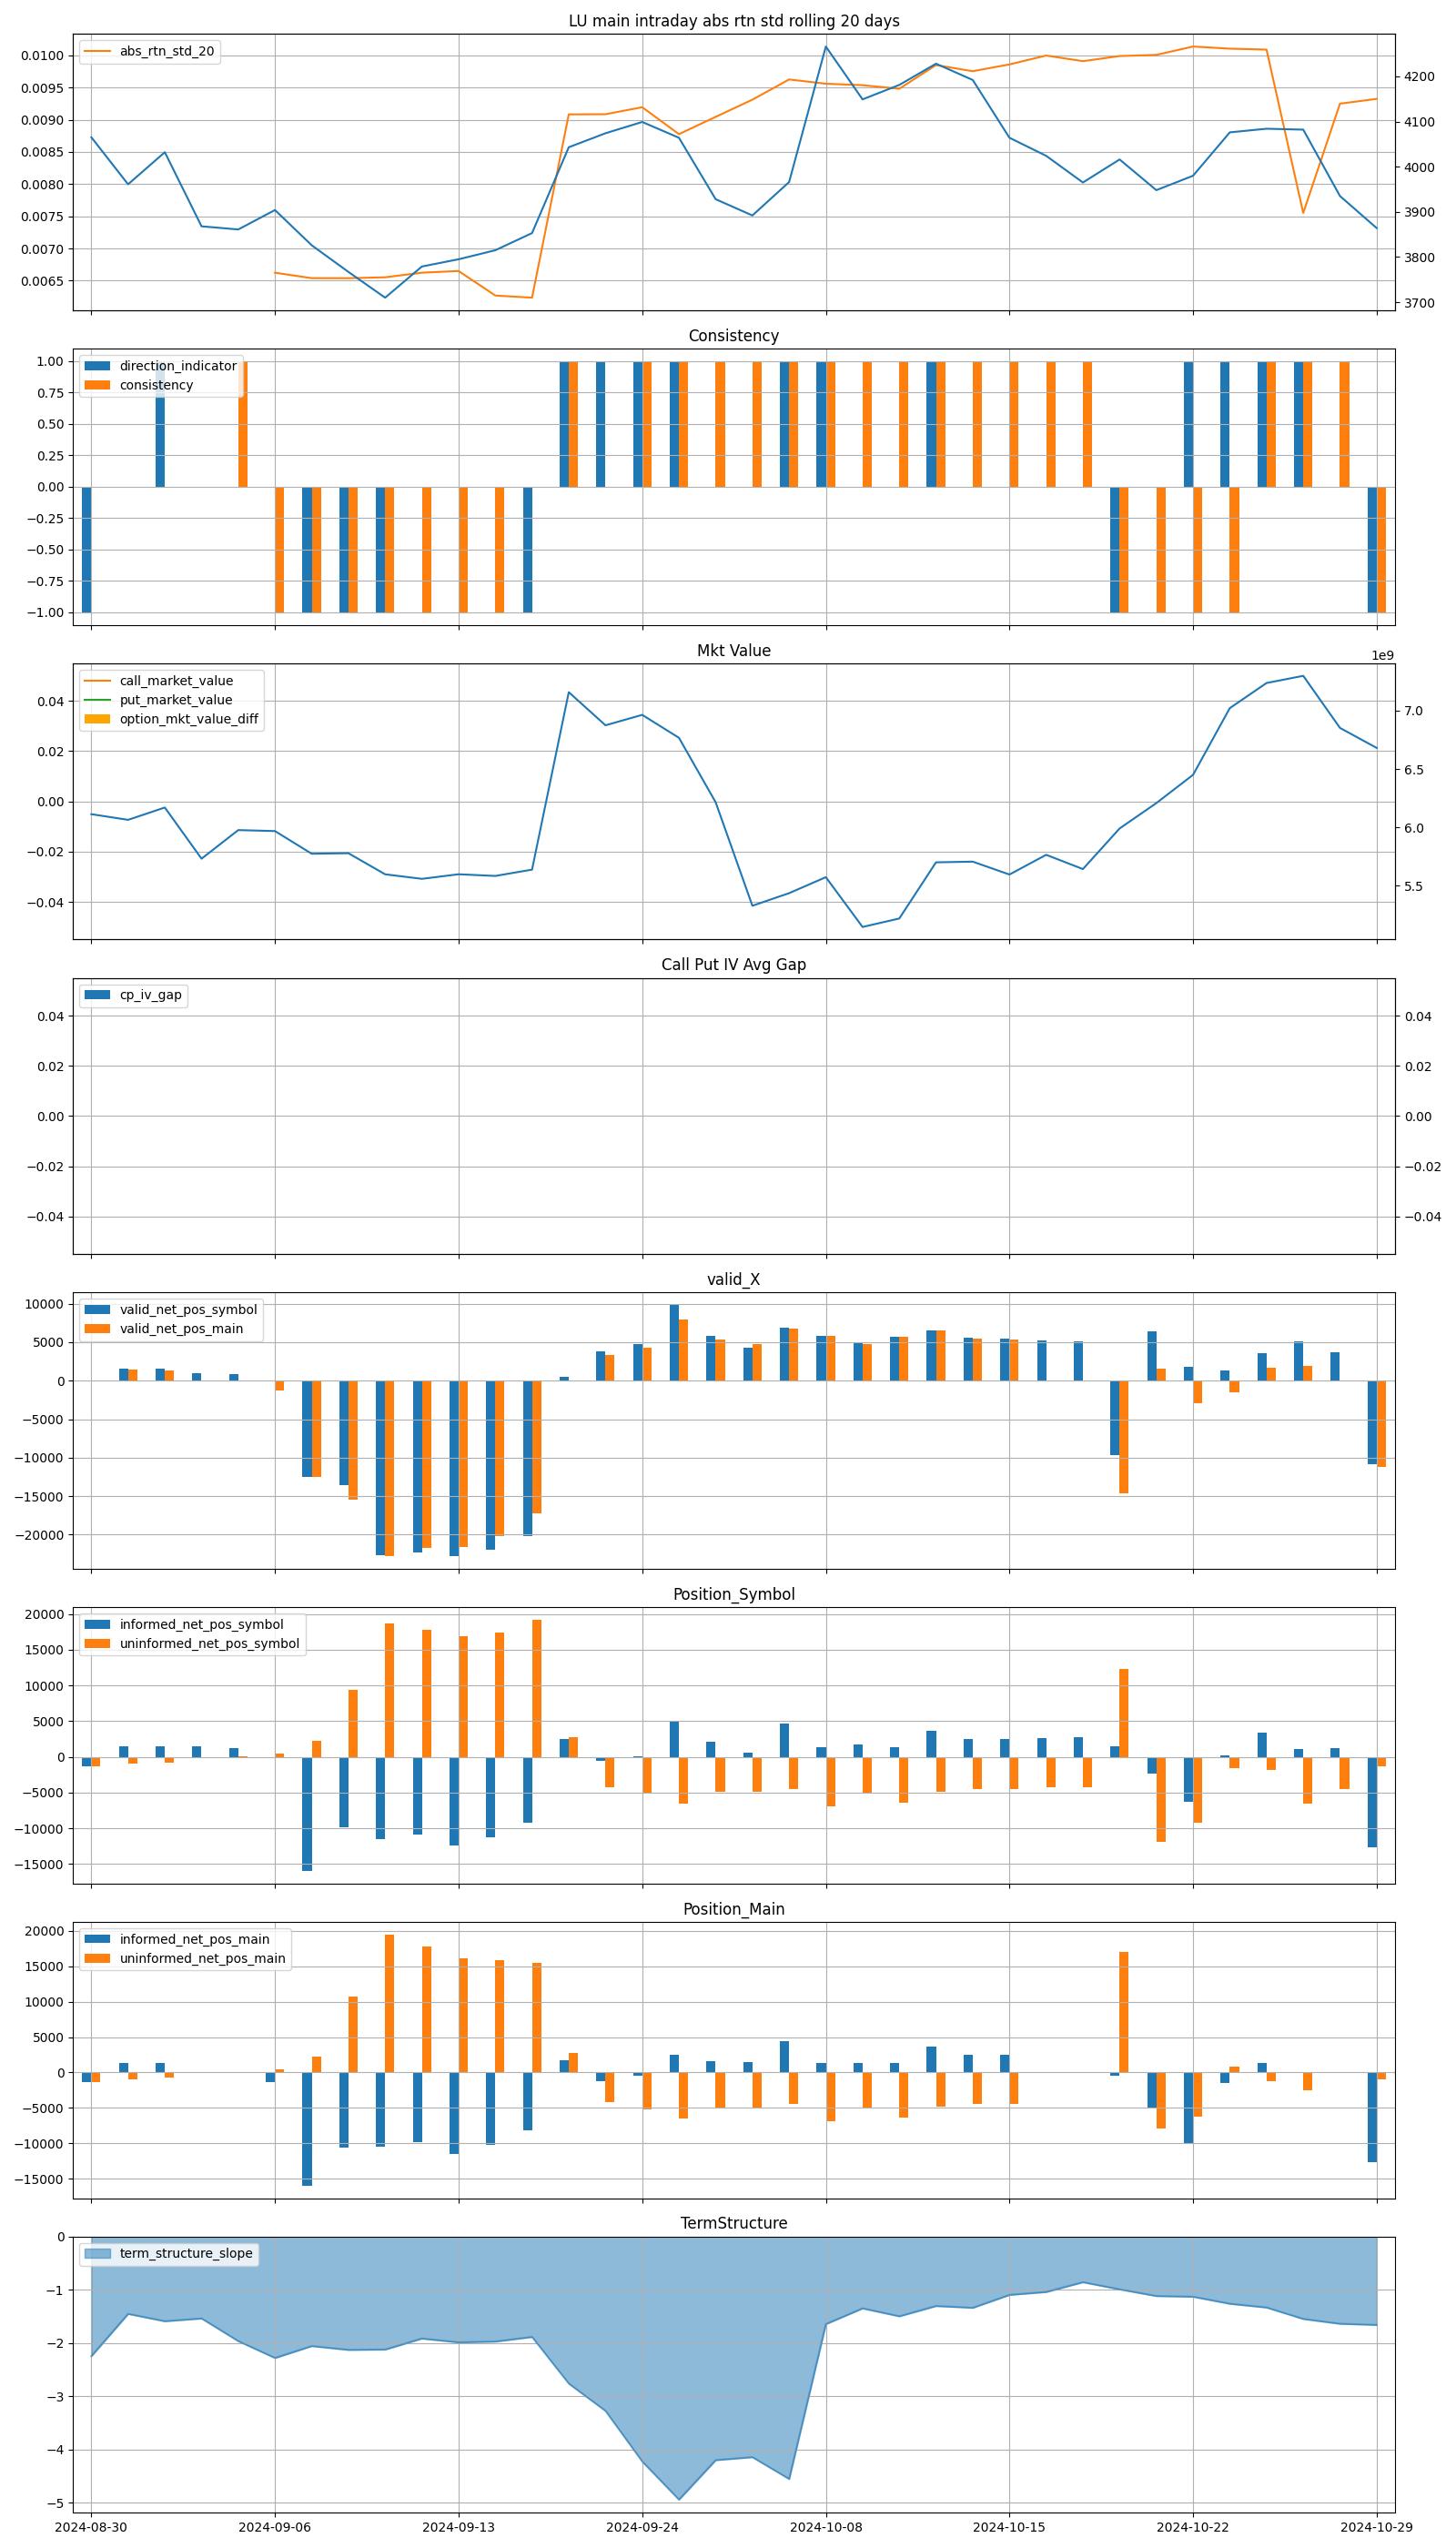 LU main intraday abs rtn std rolling 20 days
abs_rtn_std_20
0.0100
0.0095
0.0090
0.0085
0.0080
0.0075
0.0070
0.0065
4200
4100
4000
3900
3800
3700
Consistency
direction_indicator
consistency
1.00
0.75
0.50
0.25
0.00
−0.25
−0.50
−0.75
−1.00
Mkt Value
1e9
call_market_value
put_market_value
option_mkt_value_diff
0.04
0.02
0.00
−0.02
−0.04
7.0
6.5
6.0
5.5
Call Put IV Avg Gap
cp_iv_gap
0.04
0.02
0.00
−0.02
−0.04
0.04
0.02
0.00
−0.02
−0.04
valid_X
valid_net_pos_symbol
valid_net_pos_main
10000
5000
0
−5000
−10000
−15000
−20000
Position_Symbol
informed_net_pos_symbol
uninformed_net_pos_symbol
20000
15000
10000
5000
0
−5000
−10000
−15000
Position_Main
informed_net_pos_main
uninformed_net_pos_main
20000
15000
10000
5000
0
−5000
−10000
−15000
TermStructure
term_structure_slope
0
−1
−2
−3
−4
−5
2024-08-30 2024-09-06 2024-09-13 2024-09-24 2024-10-08 2024-10-15 2024-10-22 2024-10-29